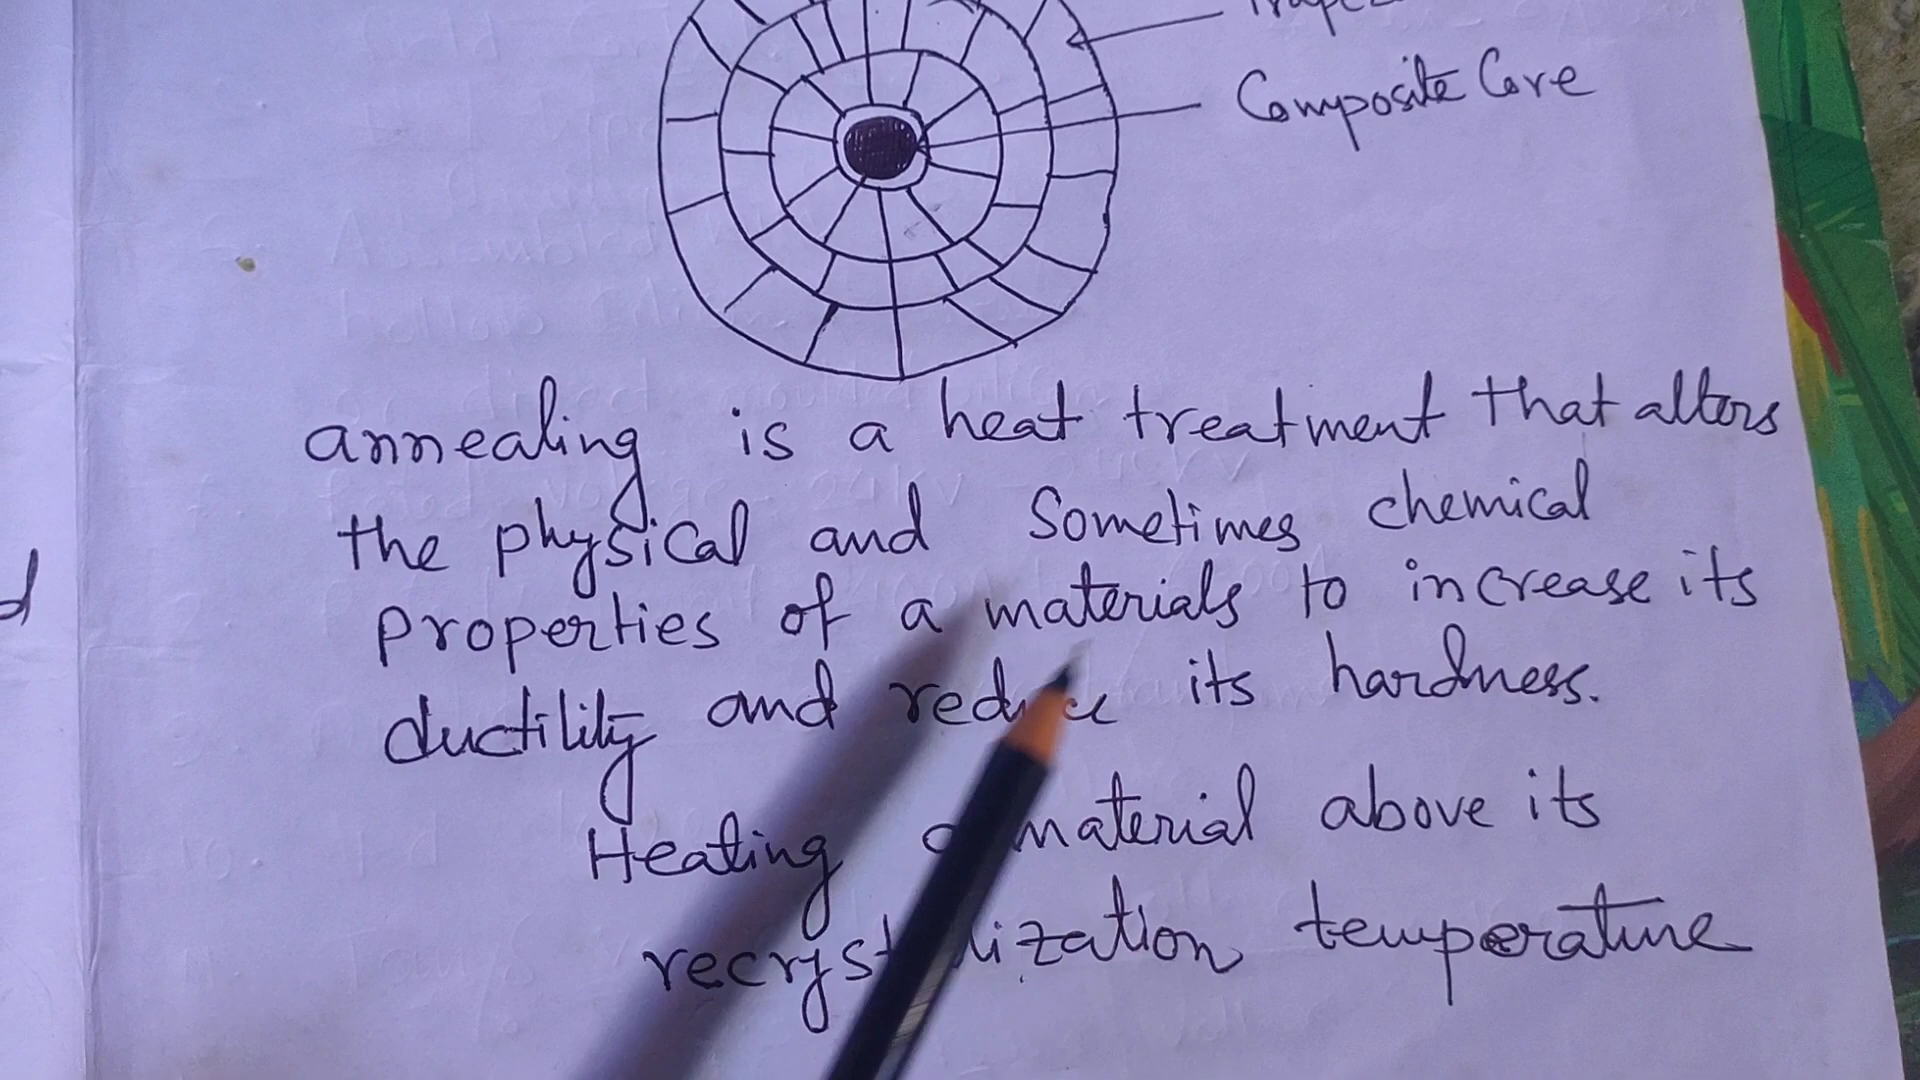 Composite Core
annealing is a heat treatment that alters
the physical and Sometimes chemical
properties of a materials to increase its
ductility and reduce its hardness.
Heating material above its
temperature
d